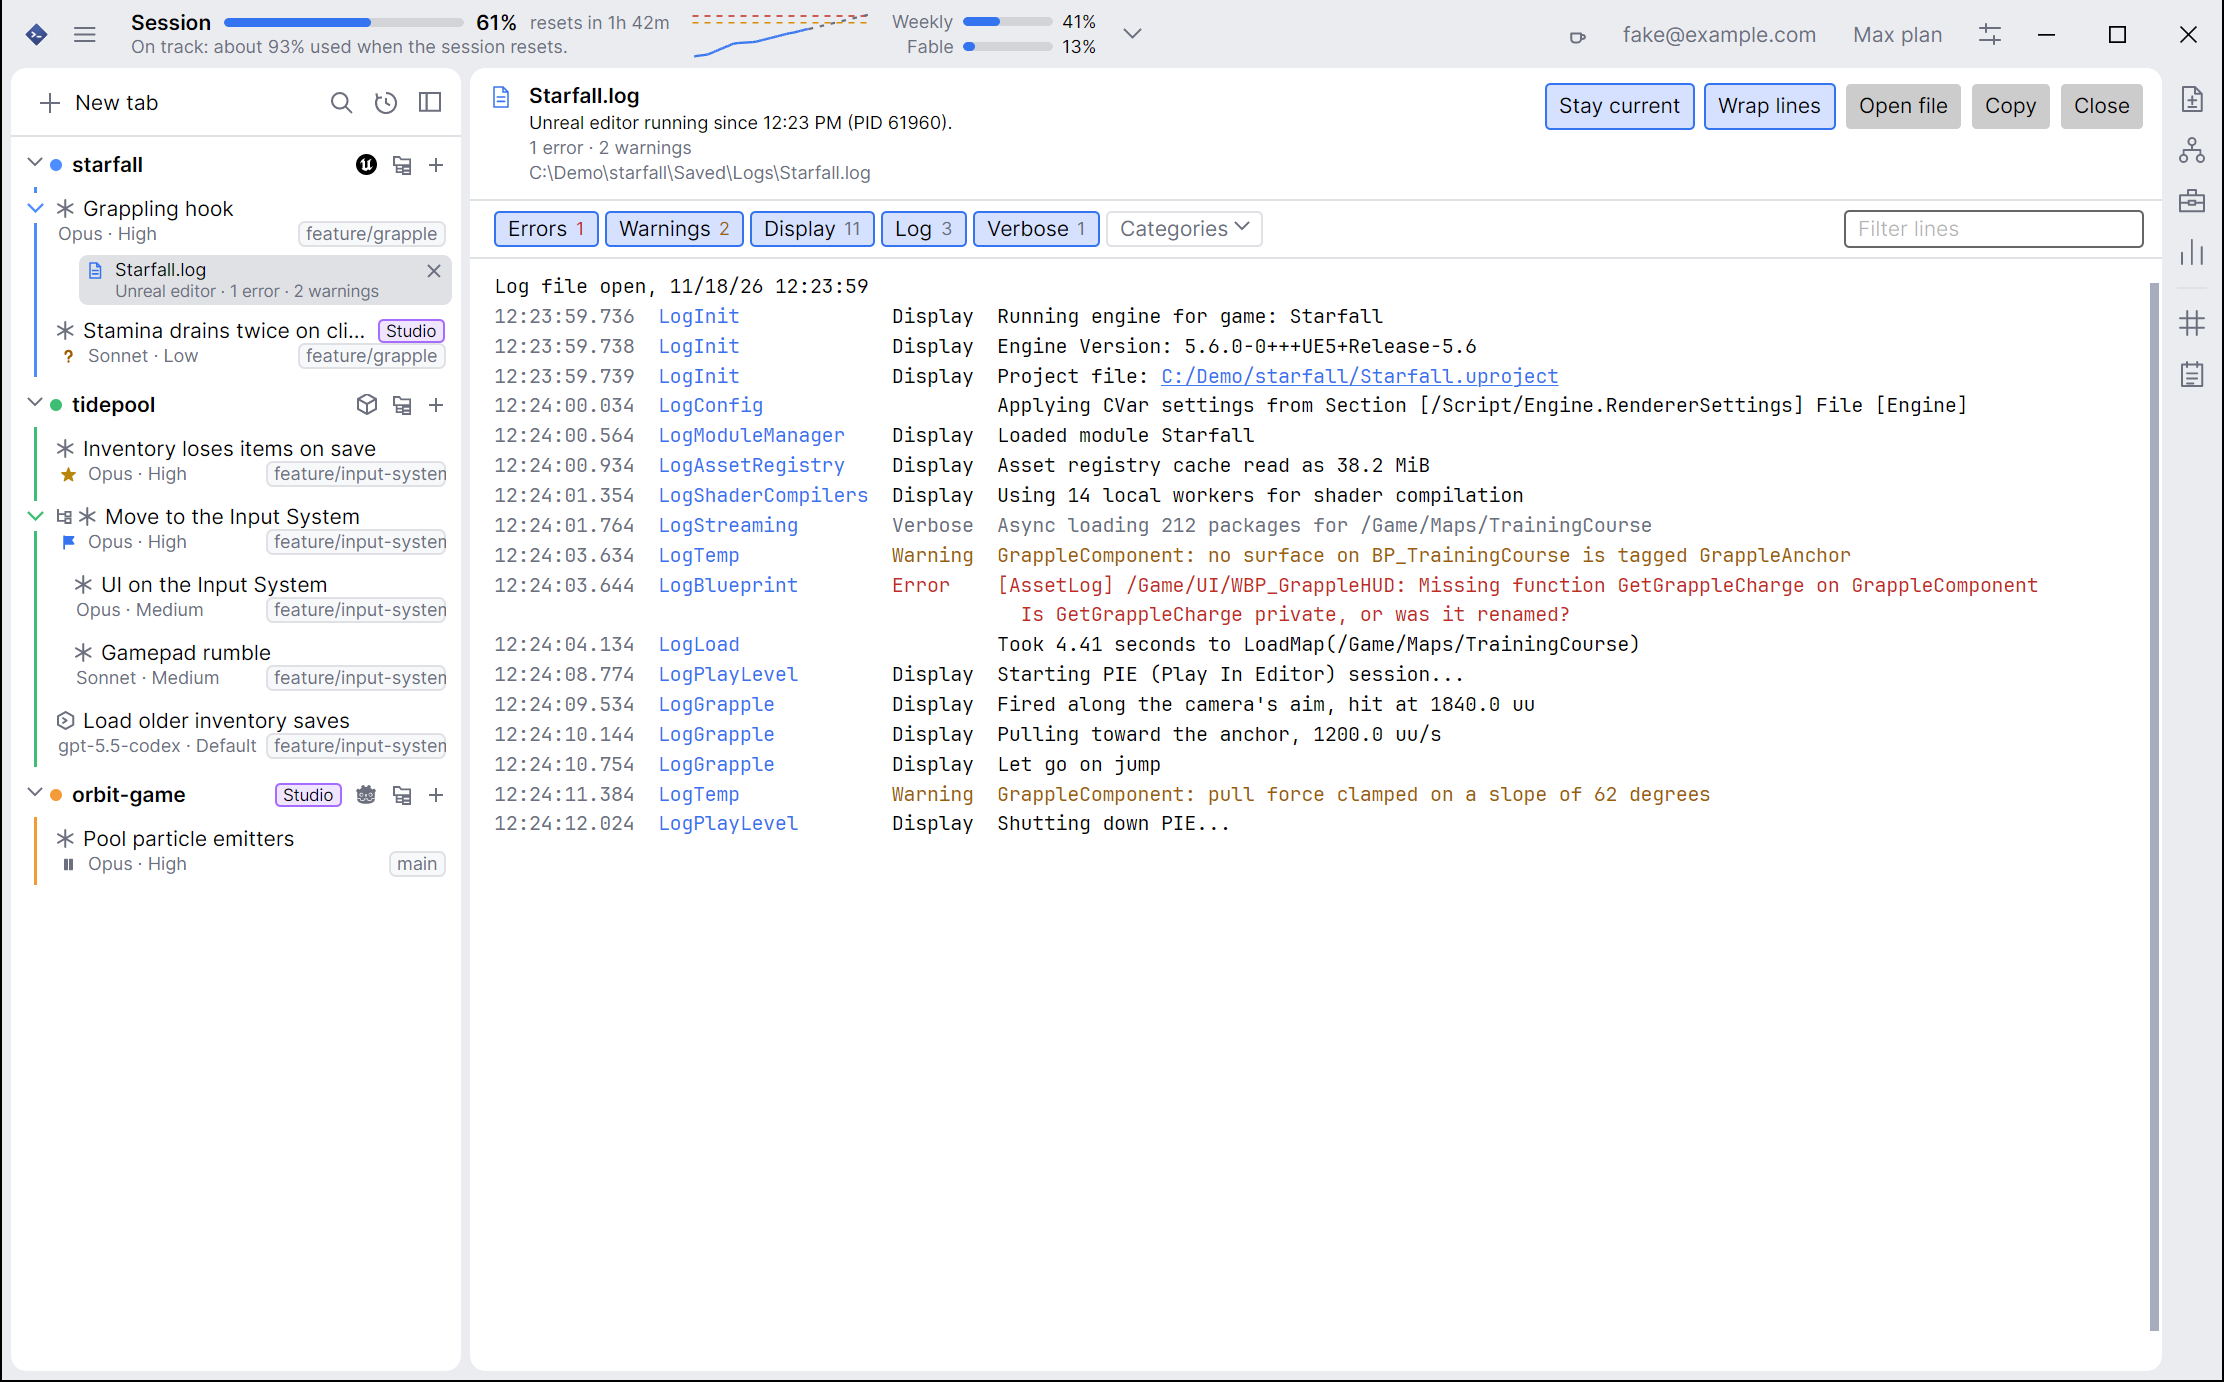 Session 61% resets in 1h 42m
On track: about 93% used when the session resets.
Weekly 41%
Fable 13%
fake@example.com Max plan
New tab
starfall
Grappling hook
Opus · High feature/grapple
Starfall.log
Unreal editor · 1 error · 2 warnings
Stamina drains twice on cli... Studio
? Sonnet · Low feature/grapple
tidepool
Inventory loses items on save
Opus · High feature/input-system
Move to the Input System
Opus · High feature/input-system
UI on the Input System
Opus · Medium feature/input-system
Gamepad rumble
Sonnet · Medium feature/input-system
Load older inventory saves
gpt-5.5-codex · Default feature/input-system
orbit-game Studio
Pool particle emitters
Opus · High main
Starfall.log
Unreal editor running since 12:23 PM (PID 61960).
1 error · 2 warnings
C:\Demo\starfall\Saved\Logs\Starfall.log
Stay current Wrap lines Open file Copy Close
Errors 1 Warnings 2 Display 11 Log 3 Verbose 1 Categories Filter lines
Log file open, 11/18/26 12:23:59
12:23:59.736 LogInit Display Running engine for game: Starfall
12:23:59.738 LogInit Display Engine Version: 5.6.0-0+++UE5+Release-5.6
12:23:59.739 LogInit Display Project file: C:/Demo/starfall/Starfall.uproject
12:24:00.034 LogConfig Applying CVar settings from Section [/Script/Engine.RendererSettings] File [Engine]
12:24:00.564 LogModuleManager Display Loaded module Starfall
12:24:00.934 LogAssetRegistry Display Asset registry cache read as 38.2 MiB
12:24:01.354 LogShaderCompilers Display Using 14 local workers for shader compilation
12:24:01.764 LogStreaming Verbose Async loading 212 packages for /Game/Maps/TrainingCourse
12:24:03.634 LogTemp Warning GrappleComponent: no surface on BP_TrainingCourse is tagged GrappleAnchor
12:24:03.644 LogBlueprint Error [AssetLog] /Game/UI/WBP_GrappleHUD: Missing function GetGrappleCharge on GrappleComponent
Is GetGrappleCharge private, or was it renamed?
12:24:04.134 LogLoad Took 4.41 seconds to LoadMap(/Game/Maps/TrainingCourse)
12:24:08.774 LogPlayLevel Display Starting PIE (Play In Editor) session...
12:24:09.534 LogGrapple Display Fired along the camera's aim, hit at 1840.0 uu
12:24:10.144 LogGrapple Display Pulling toward the anchor, 1200.0 uu/s
12:24:10.754 LogGrapple Display Let go on jump
12:24:11.384 LogTemp Warning GrappleComponent: pull force clamped on a slope of 62 degrees
12:24:12.024 LogPlayLevel Display Shutting down PIE...